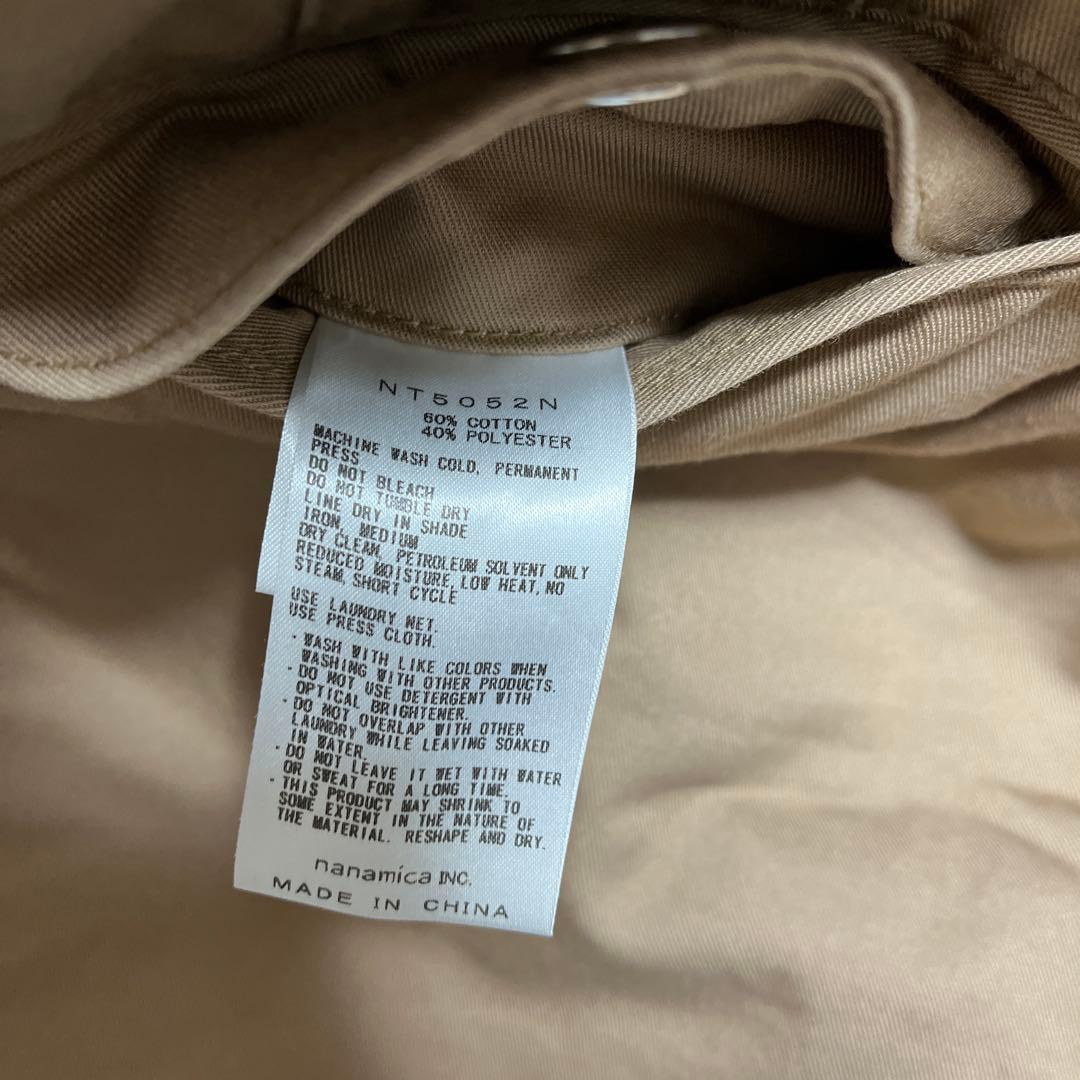 NT5052N
60% COTTON
40% POLYESTER
MACHINE WASH COLD, PERMANENT
PRESS
DO NOT BLEACH
DO NOT TUMBLE DRY
LINE DRY IN SHADE
IRON, MEDIUM
DRY CLEAN, PETROLEUM SOLVENT ONLY
REDUCED MOISTURE, LOW HEAT, NO
STEAM, SHORT CYCLE
USE LAUNDRY NET.
USE PRESS CLOTH.
・WASH WITH LIKE COLORS WHEN
WASHING WITH OTHER PRODUCTS.
・DO NOT USE DETERGENT WITH
OPTICAL BRIGHTENER.
・DO NOT OVERLAP WITH OTHER
LAUNDRY WHILE LEAVING SOAKED
IN WATER.
・DO NOT LEAVE IT WET WITH WATER
OR SWEAT FOR A LONG TIME.
・THIS PRODUCT MAY SHRINK TO
SOME EXTENT IN THE NATURE OF
THE MATERIAL. RESHAPE AND DRY.
nanamica INC.
MADE IN CHINA